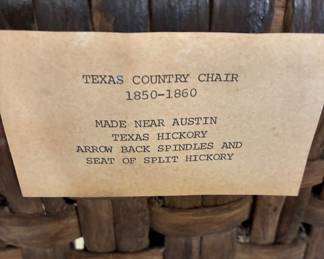 TEXAS COUNTRY CHAIR
1850-1860
MADE NEAR AUSTIN
TEXAS HICKORY
ARROW BACK SPINDLES AND
SEAT OF SPLIT HICKORY